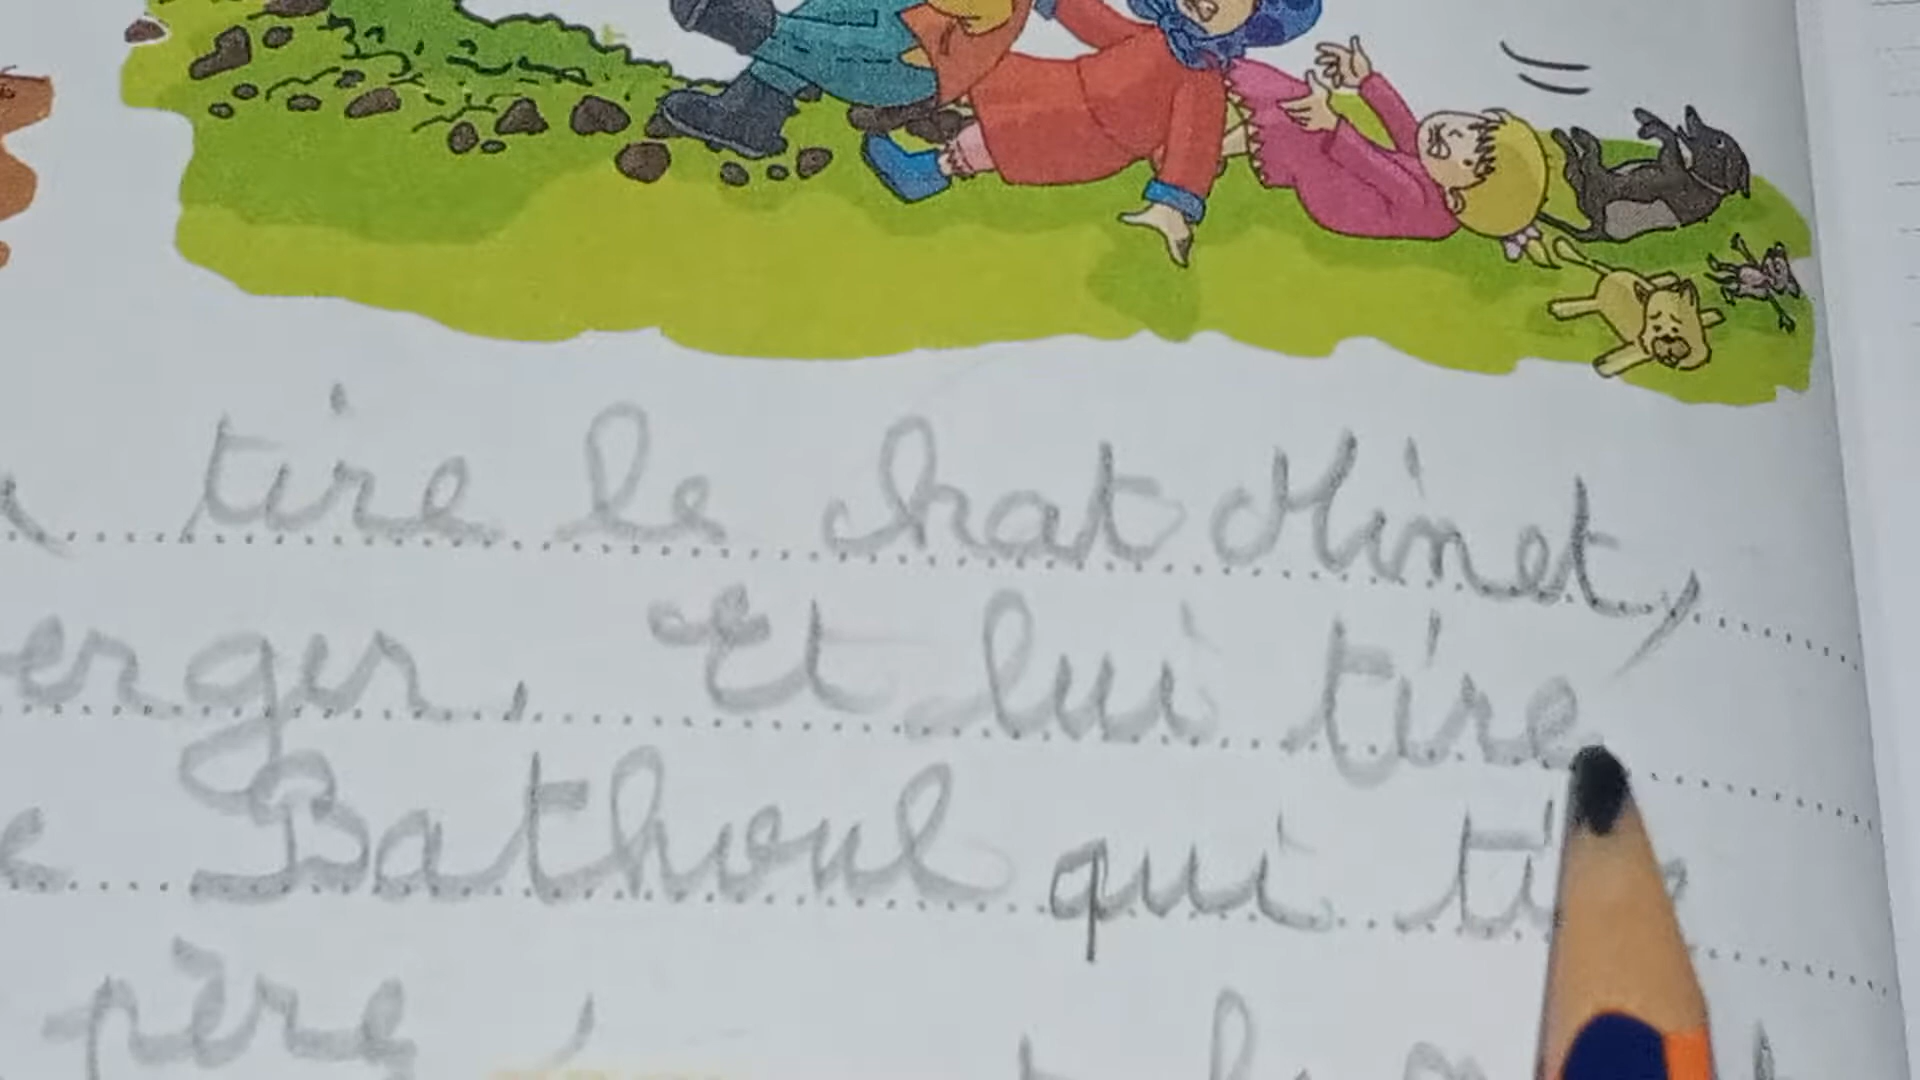 tire le chat Minet,
erger, Et lui tire
e Bathoul qui ti
père